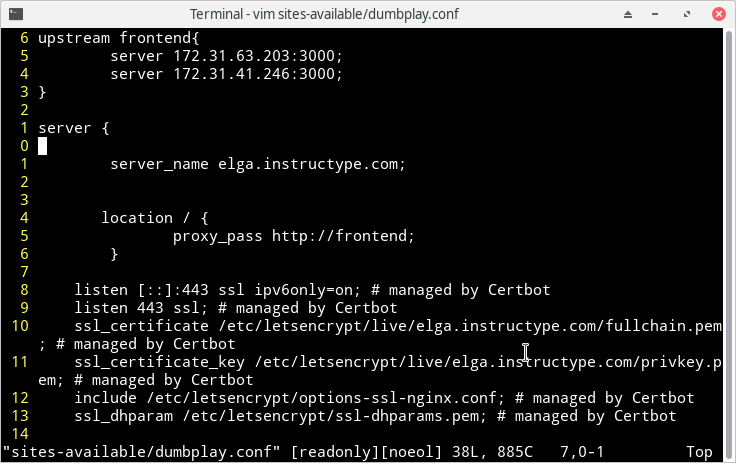 Terminal - vim sites-available/dumbplay.conf
6 upstream frontend{
5         server 172.31.63.203:3000;
4         server 172.31.41.246:3000;
3 }
2
1 server {
0
1         server_name elga.instructype.com;
2
3
4        location / {
5                proxy_pass http://frontend;
6         }
7
8     listen [::]:443 ssl ipv6only=on; # managed by Certbot
9     listen 443 ssl; # managed by Certbot
10     ssl_certificate /etc/letsencrypt/live/elga.instructype.com/fullchain.pem
; # managed by Certbot
11     ssl_certificate_key /etc/letsencrypt/live/elga.instructype.com/privkey.p
em; # managed by Certbot
12     include /etc/letsencrypt/options-ssl-nginx.conf; # managed by Certbot
13     ssl_dhparam /etc/letsencrypt/ssl-dhparams.pem; # managed by Certbot
14
"sites-available/dumbplay.conf" [readonly][noeol] 38L, 885C   7,0-1         Top